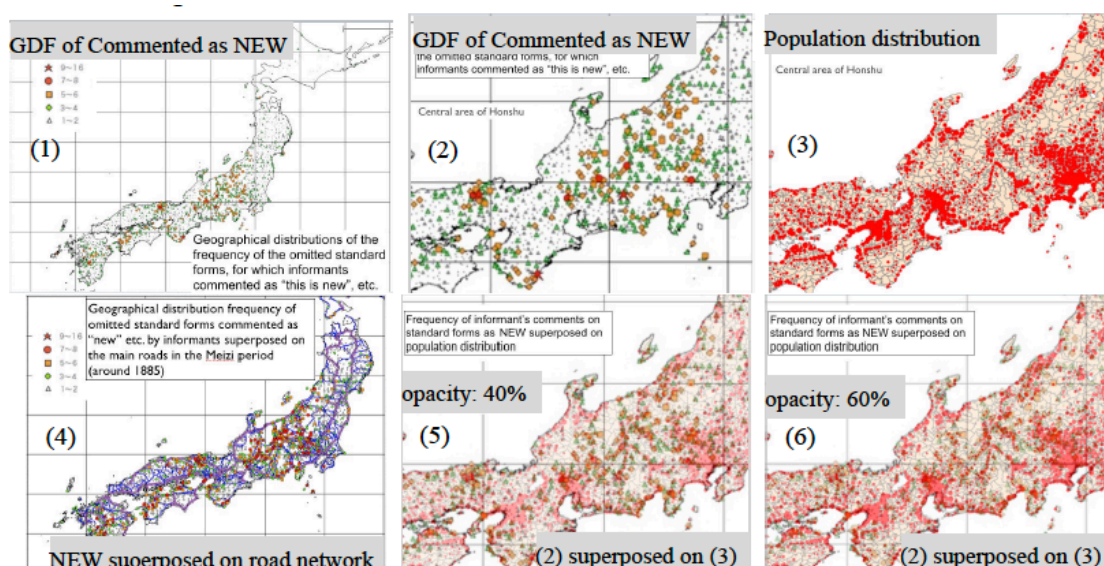 GDF of Commented as NEW
9~16
7~8
5~6
3~4
1~2
(1)
Geographical distributions of the
frequency of the omitted standard
forms, for which informants
commented as "this is new", etc.
GDF of Commented as NEW
the omitted standard forms, for which
informants commented as "this is new", etc.
Central area of Honshu
(2)
Population distribution
Central area of Honshu
(3)
Geographical distribution frequency of
omitted standard forms commented as
"new" etc. by informants superposed on
the main roads in the Meizi period
(around 1885)
9~16
7~8
5~6
3~4
1~2
(4)
NEW superposed on road network
Frequency of informant's comments on
standard forms as NEW superposed on
population distribution
opacity: 40%
(5)
(2) superposed on (3)
Frequency of informant's comments on
standard forms as NEW superposed on
population distribution
opacity: 60%
(6)
(2) superposed on (3)